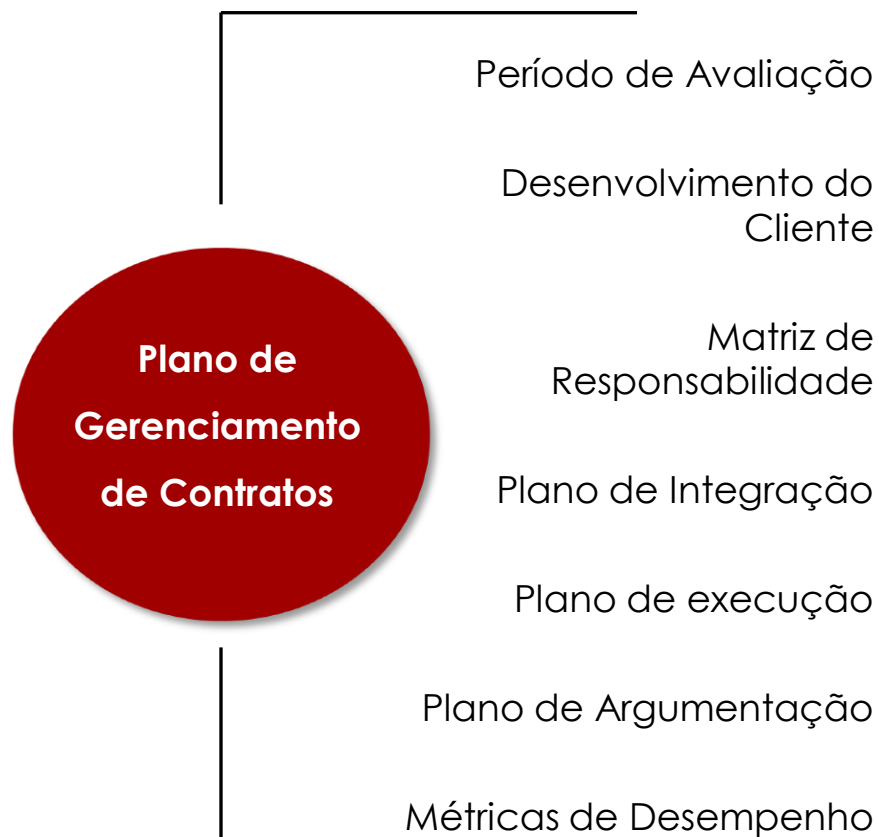 Período de Avaliação
Desenvolvimento do
Cliente
Matriz de
Responsabilidade
Plano de Integração
Plano de execução
Plano de Argumentação
Métricas de Desempenho
Plano de
Gerenciamento
de Contratos